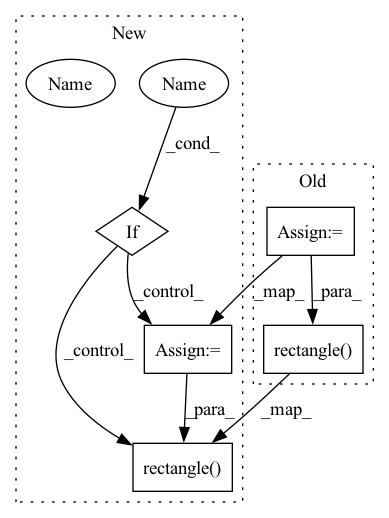 New
Name
Name
_cond_
Old
If
Assign:=
_control_
_map_
_para_
_control_
Assign:=
rectangle()
_para_
_map_
rectangle()